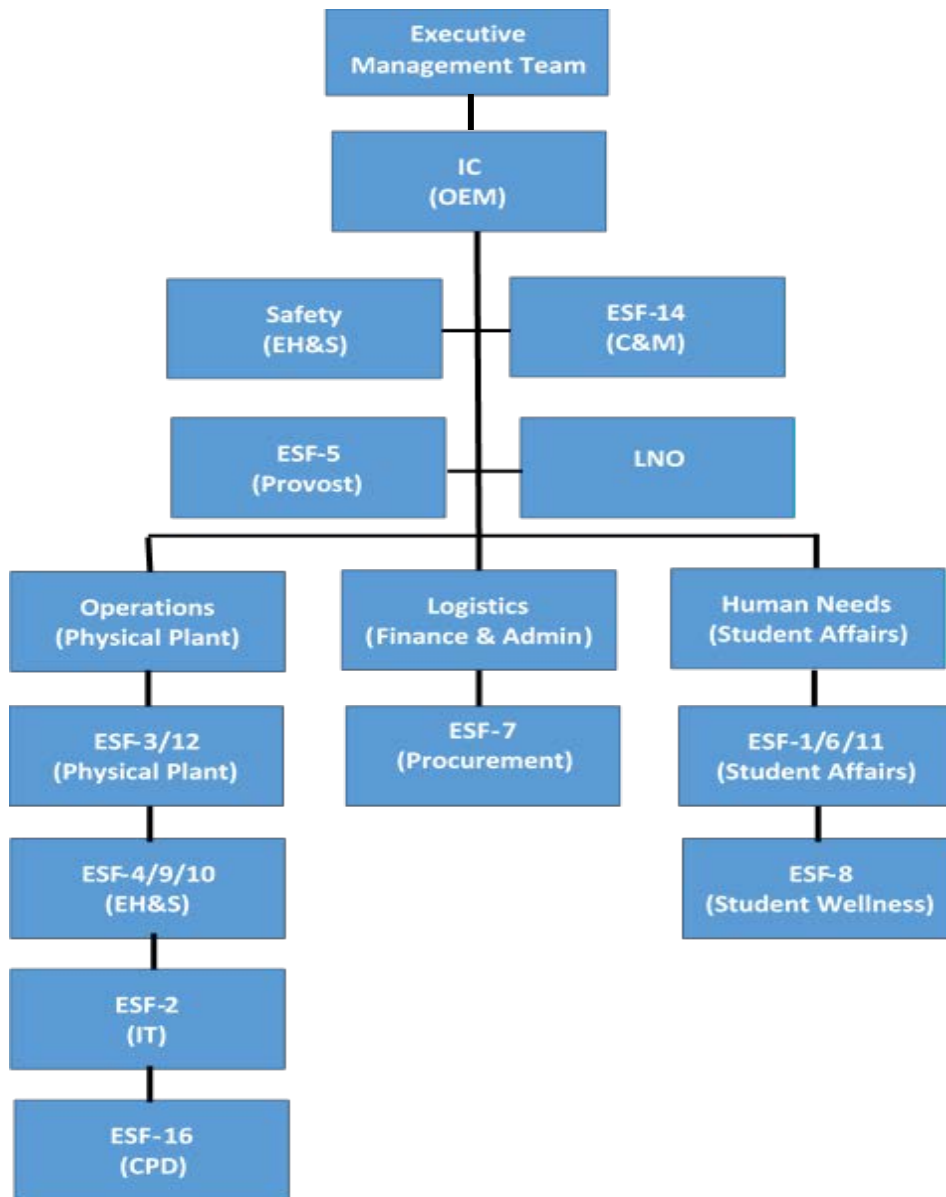 Executive
Management Team
IC
(OEM)
Safety
(EH&S)
ESF-14
(C&M)
ESF-5
(Provost)
LNO
Operations
(Physical Plant)
Logistics
(Finance & Admin)
Human Needs
(Student Affairs)
ESF-3/12
(Physical Plant)
ESF-7
(Procurement)
ESF-1/6/11
(Student Affairs)
ESF-4/9/10
(EH&S)
ESF-8
(Student Wellness)
ESF-2
(IT)
ESF-16
(CPD)